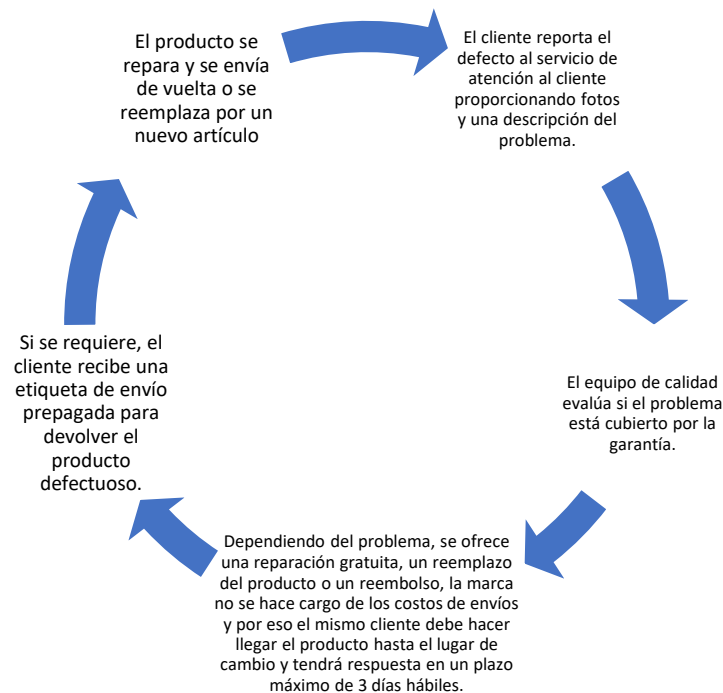 El producto se
repara y se envía
de vuelta o se
reemplaza por un
nuevo artículo
El cliente reporta el
defecto al servicio de
atención al cliente
proporcionando fotos
y una descripción del
problema.
El equipo de calidad
evalúa si el problema
está cubierto por la
garantía.
Dependiendo del problema, se ofrece
una reparación gratuita, un reemplazo
del producto o un reembolso, la marca
no se hace cargo de los costos de envíos
y por eso el mismo cliente debe hacer
llegar el producto hasta el lugar de
cambio y tendrá respuesta en un plazo
máximo de 3 días hábiles.
Si se requiere, el
cliente recibe una
etiqueta de envío
prepagada para
devolver el
producto
defectuoso.